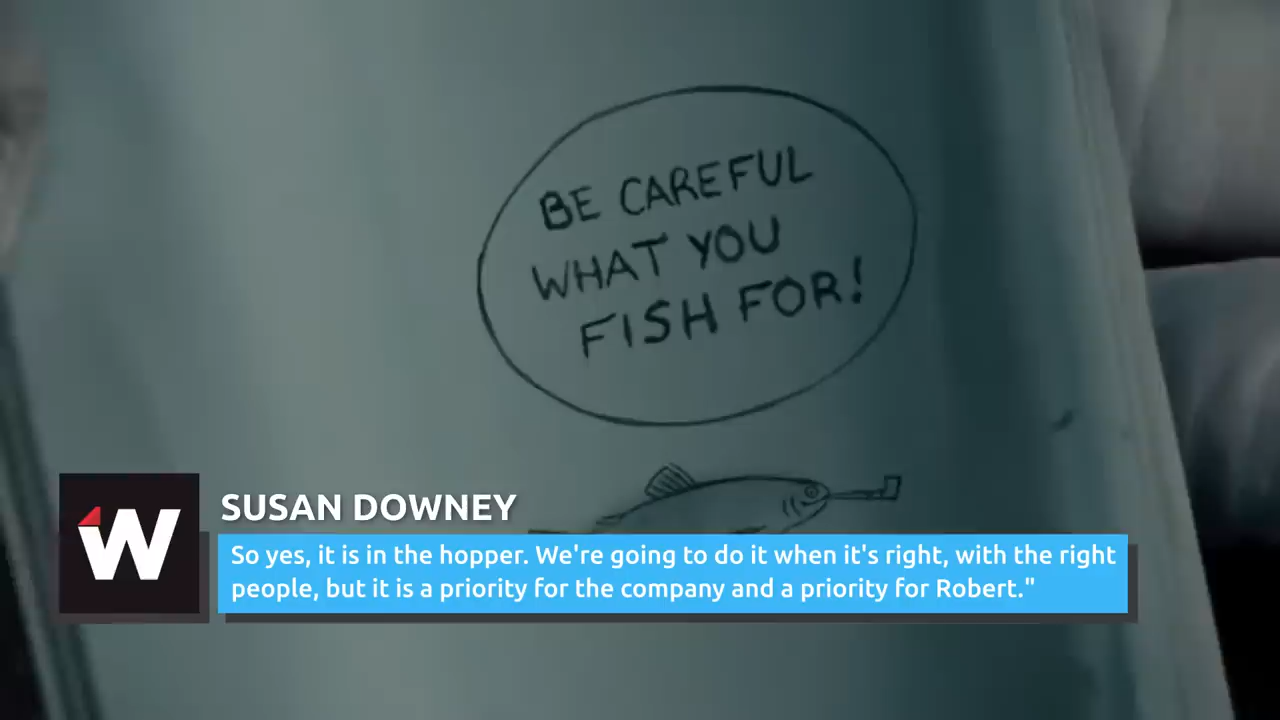 BE CAREFUL
WHAT YOU
FISH FOR!
W
SUSAN DOWNEY
So yes, it is in the hopper. We're going to do it when it's right, with the right
people, but it is a priority for the company and a priority for Robert."